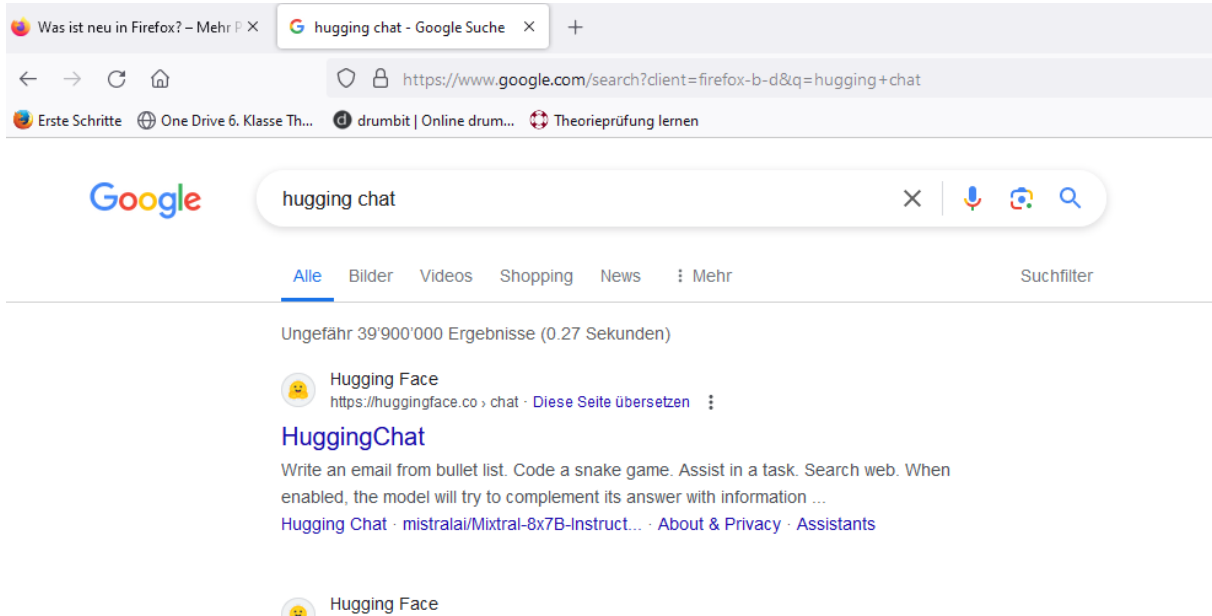 Was ist neu in Firefox? – Mehr P
hugging chat - Google Suche
https://www.google.com/search?client=firefox-b-d&q=hugging+chat
Erste Schritte One Drive 6. Klasse Th... drumbit | Online drum... Theorieprüfung lernen
Google hugging chat
Alle Bilder Videos Shopping News Mehr Suchfilter
Ungefähr 39'900'000 Ergebnisse (0.27 Sekunden)
Hugging Face
https://huggingface.co › chat · Diese Seite übersetzen
HuggingChat
Write an email from bullet list. Code a snake game. Assist in a task. Search web. When
enabled, the model will try to complement its answer with information ...
Hugging Chat · mistralai/Mixtral-8x7B-Instruct... · About & Privacy · Assistants
Hugging Face